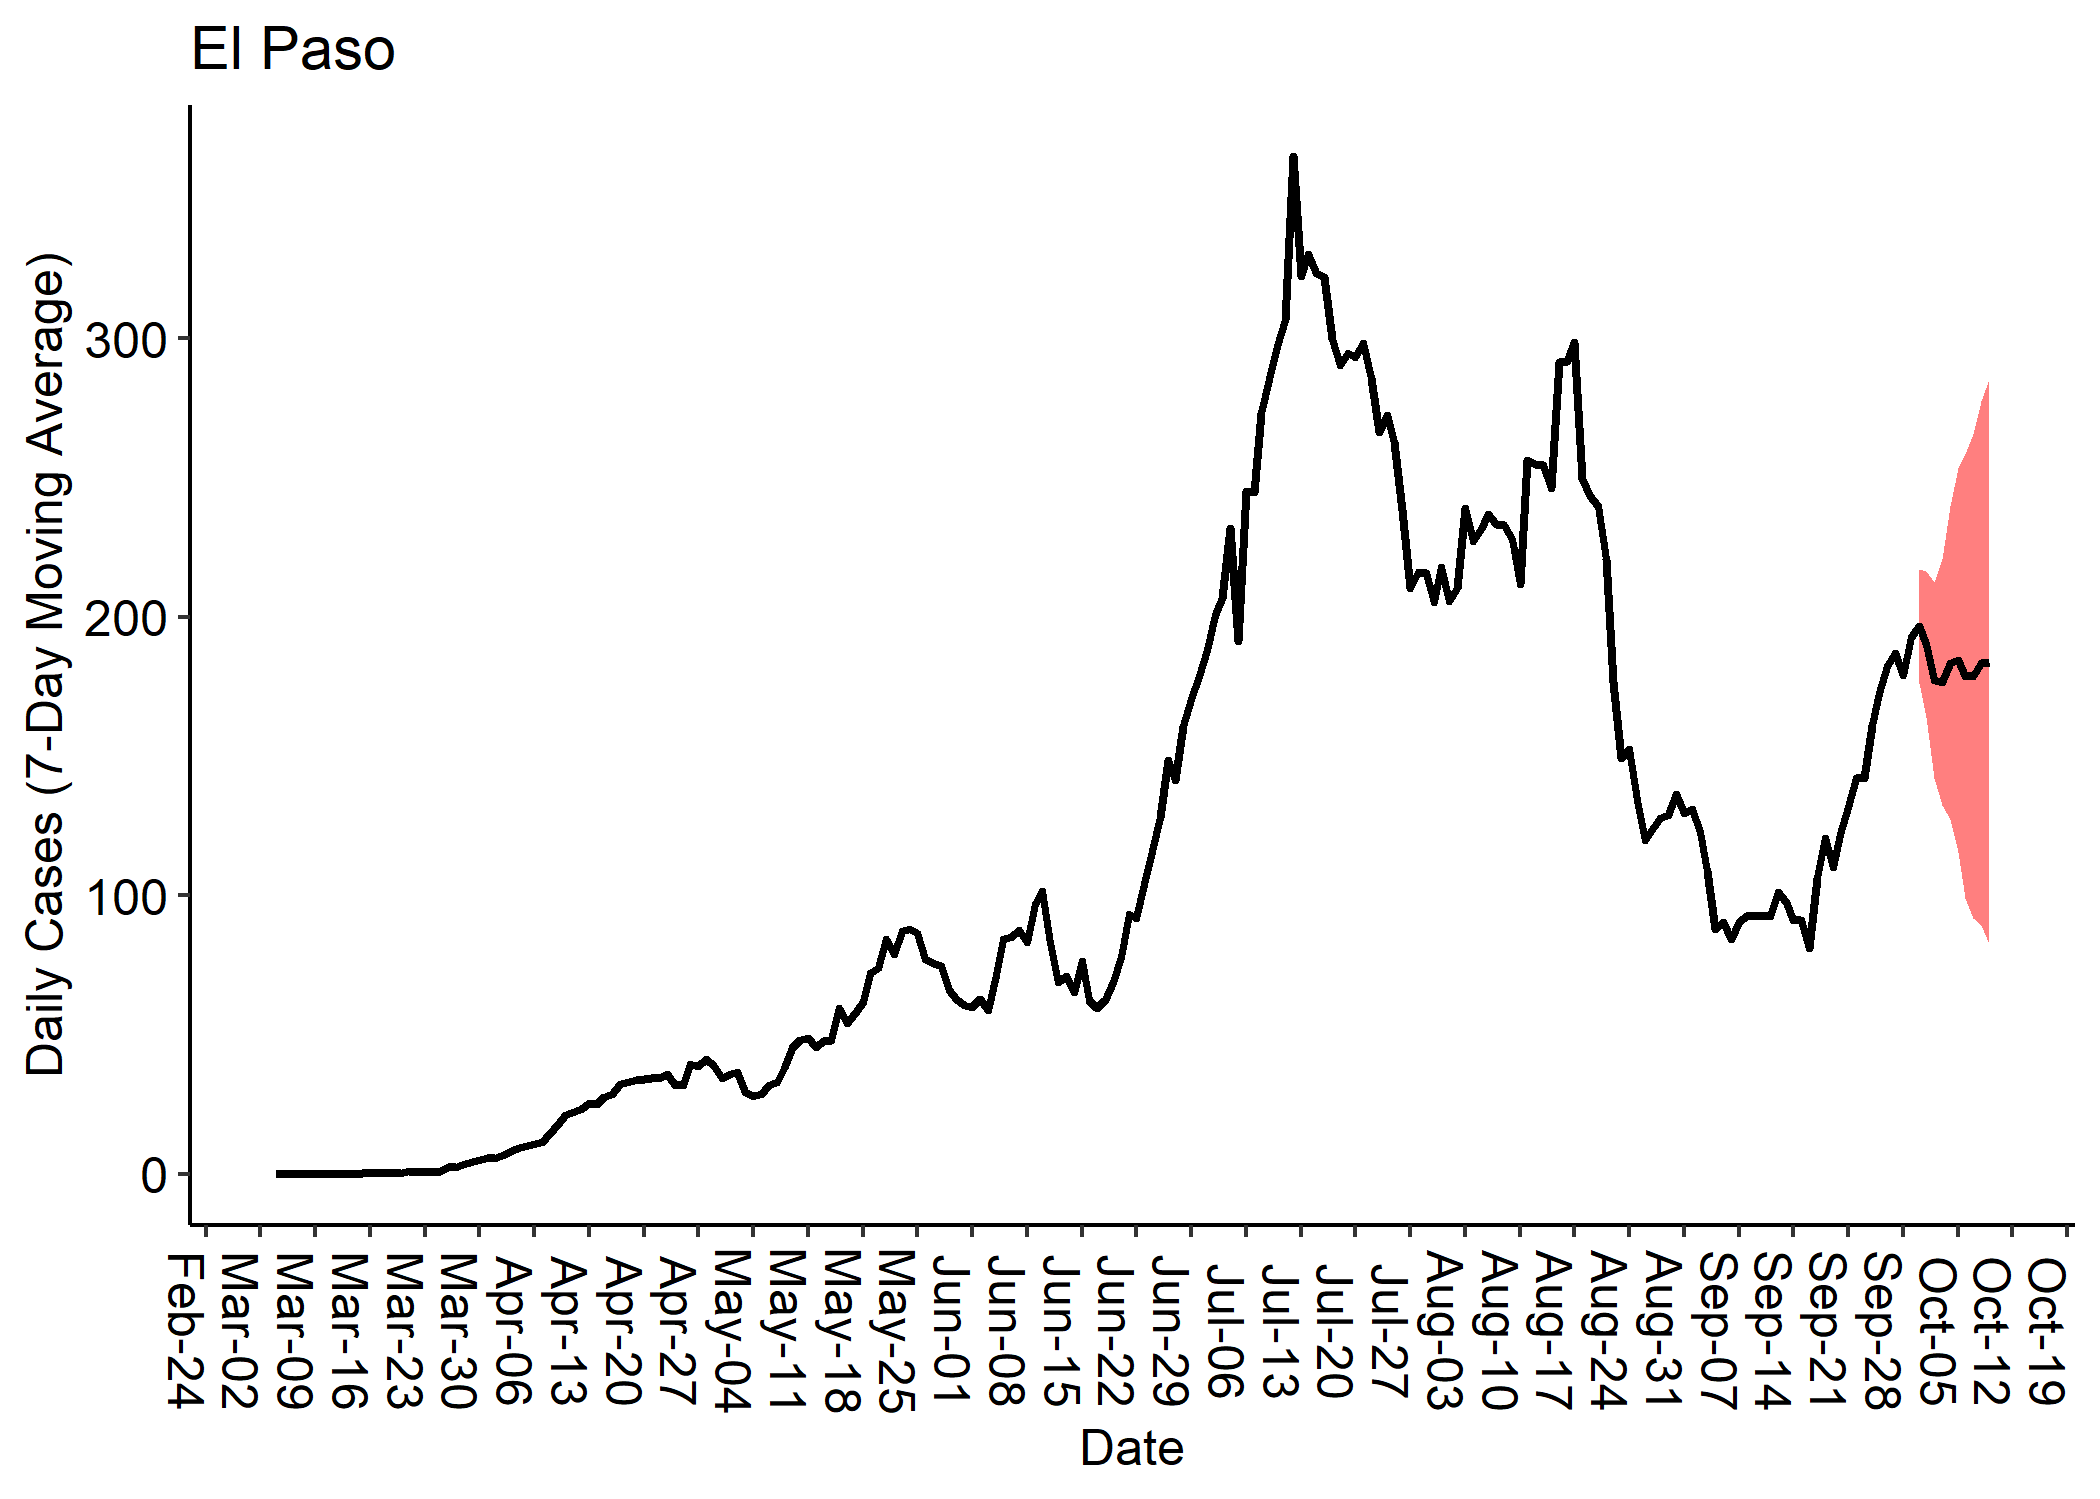 El Paso
Daily Cases (7-Day Moving Average)
300
200
100
0
Feb-24
Mar-02
Mar-09
Mar-16
Mar-23
Mar-30
Apr-06
Apr-13
Apr-20
Apr-27
May-04
May-11
May-18
May-25
Jun-01
Jun-08
Jun-15
Jun-22
Jun-29
Jul-06
Jul-13
Jul-20
Jul-27
Aug-03
Aug-10
Aug-17
Aug-24
Aug-31
Sep-07
Sep-14
Sep-21
Sep-28
Oct-05
Oct-12
Oct-19
Date